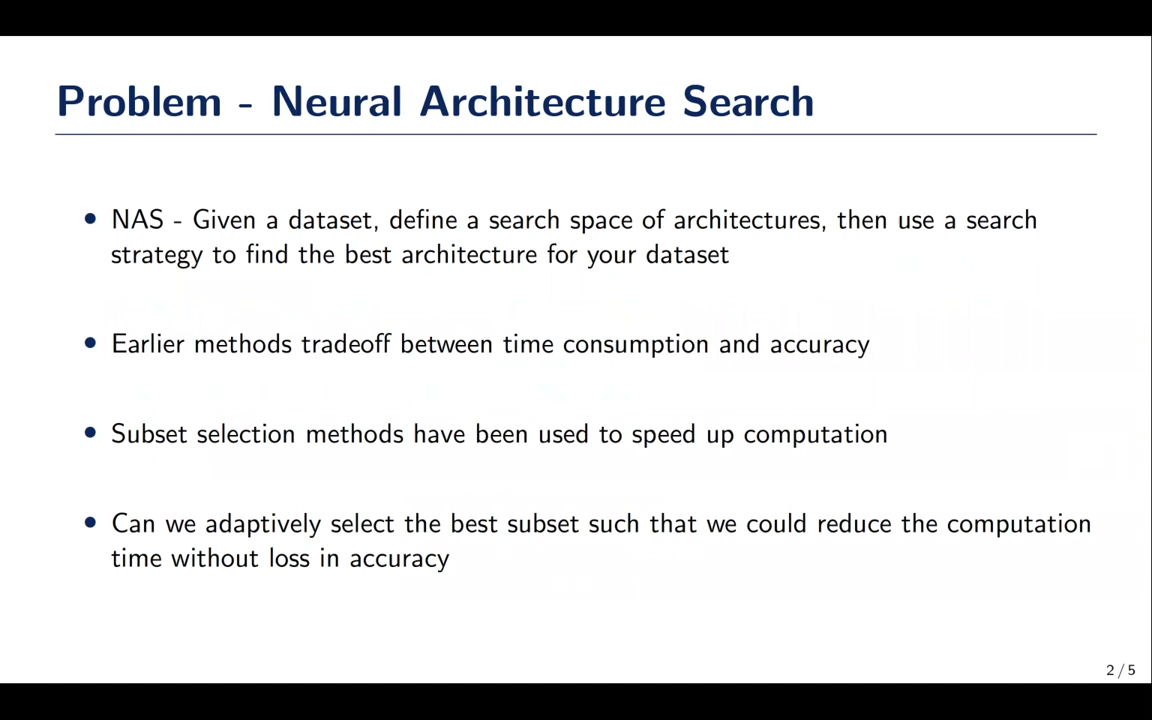 Problem - Neural Architecture Search
• NAS - Given a dataset, define a search space of architectures, then use a search
strategy to find the best architecture for your dataset
• Earlier methods tradeoff between time consumption and accuracy
• Subset selection methods have been used to speed up computation
• Can we adaptively select the best subset such that we could reduce the computation
time without loss in accuracy
2 / 5